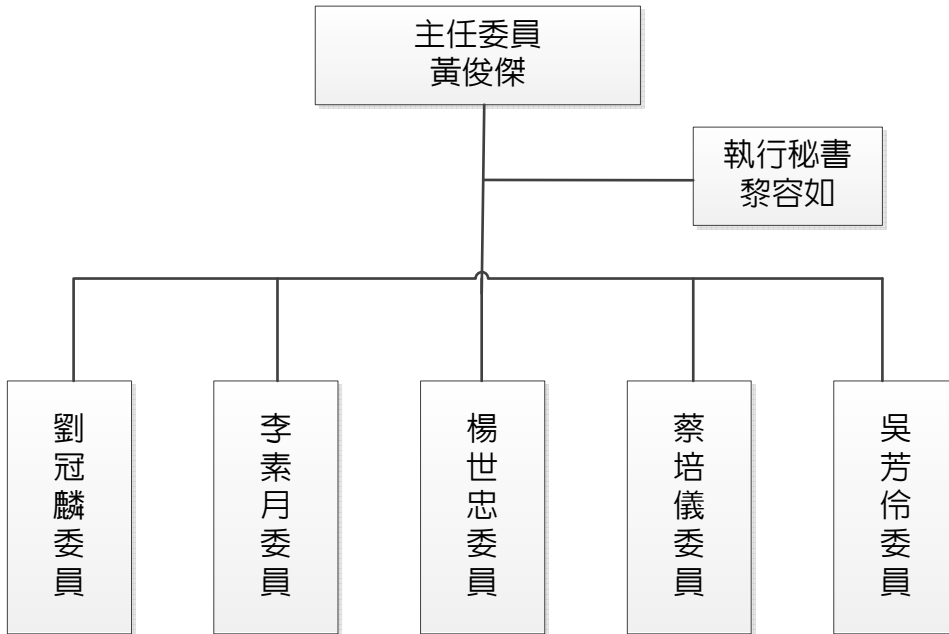 主任委員
黃俊傑
執行秘書
黎容如
劉冠麟委員
李素月委員
楊世忠委員
蔡培儀委員
吳芳伶委員